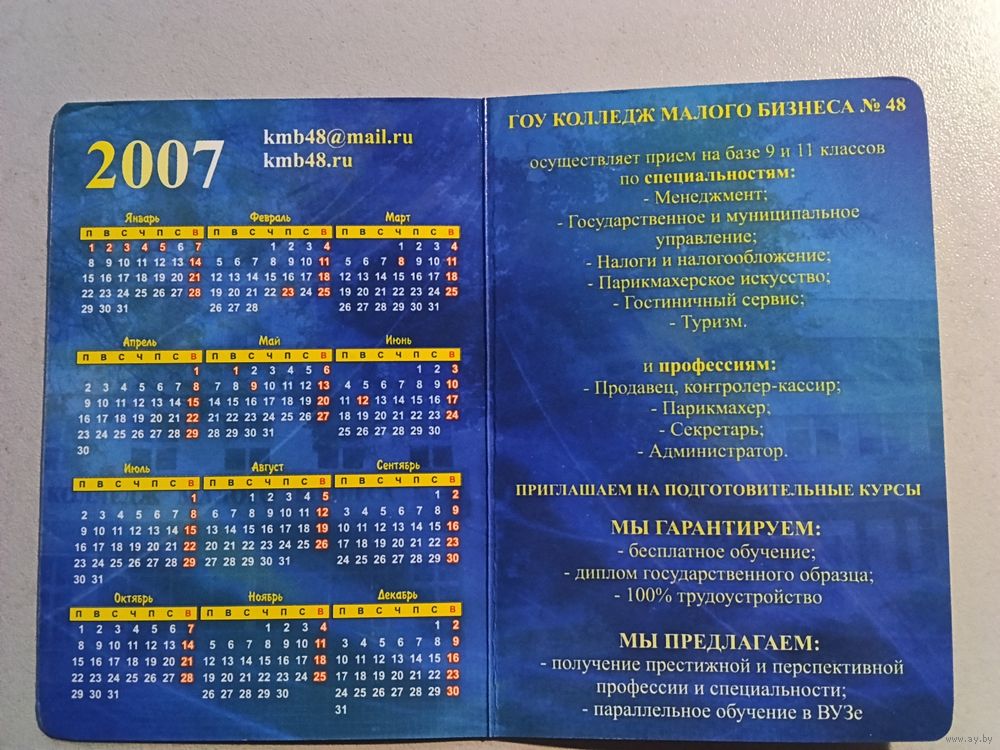 2007
kmb48@mail.ru
kmb48.ru
Январь Февраль Март
П В С Ч П С В П В С Ч П С В П В С Ч П С В
1 2 3 4 5 6 7 1 2 3 4 1 2 3 4
8 9 10 11 12 13 14 5 6 7 8 9 10 11 5 6 7 8 9 10 11
15 16 17 18 19 20 21 12 13 14 15 16 17 18 12 13 14 15 16 17 18
22 23 24 25 26 27 28 19 20 21 22 23 24 25 19 20 21 22 23 24 25
29 30 31 26 27 28 26 27 28 29 30 31
Апрель Май Июнь
П В С Ч П С В П В С Ч П С В П В С Ч П С В
1 1 2 3 4 5 6 1 2 3
2 3 4 5 6 7 8 7 8 9 10 11 12 13 4 5 6 7 8 9 10
9 10 11 12 13 14 15 14 15 16 17 18 19 20 11 12 13 14 15 16 17
16 17 18 19 20 21 22 21 22 23 24 25 26 27 18 19 20 21 22 23 24
23 24 25 26 27 28 29 28 29 30 31 25 26 27 28 29 30
30
Июль Август Сентябрь
П В С Ч П С В П В С Ч П С В П В С Ч П С В
1 1 2 3 4 5 1 2
2 3 4 5 6 7 8 6 7 8 9 10 11 12 3 4 5 6 7 8 9
9 10 11 12 13 14 15 13 14 15 16 17 18 19 10 11 12 13 14 15 16
16 17 18 19 20 21 22 20 21 22 23 24 25 26 17 18 19 20 21 22 23
23 24 25 26 27 28 29 27 28 29 30 31 24 25 26 27 28 29 30
30 31
Октябрь Ноябрь Декабрь
П В С Ч П С В П В С Ч П С В П В С Ч П С В
1 2 3 4 5 6 7 1 2 3 4 1 2
8 9 10 11 12 13 14 5 6 7 8 9 10 11 3 4 5 6 7 8 9
15 16 17 18 19 20 21 12 13 14 15 16 17 18 10 11 12 13 14 15 16
22 23 24 25 26 27 28 19 20 21 22 23 24 25 17 18 19 20 21 22 23
29 30 31 26 27 28 29 30 24 25 26 27 28 29 30
31
ГОУ КОЛЛЕДЖ МАЛОГО БИЗНЕСА № 48
осуществляет прием на базе 9 и 11 классов
по специальностям:
- Менеджмент;
- Государственное и муниципальное
управление;
- Налоги и налогообложение;
- Парикмахерское искусство;
- Гостиничный сервис;
- Туризм.
и профессиям:
- Продавец, контролер-кассир;
- Парикмахер;
- Секретарь;
- Администратор.
ПРИГЛАШАЕМ НА ПОДГОТОВИТЕЛЬНЫЕ КУРСЫ
МЫ ГАРАНТИРУЕМ:
- бесплатное обучение;
- диплом государственного образца;
- 100% трудоустройство
МЫ ПРЕДЛАГАЕМ:
- получение престижной и перспективной
профессии и специальности;
- параллельное обучение в ВУЗе
www.ay.by